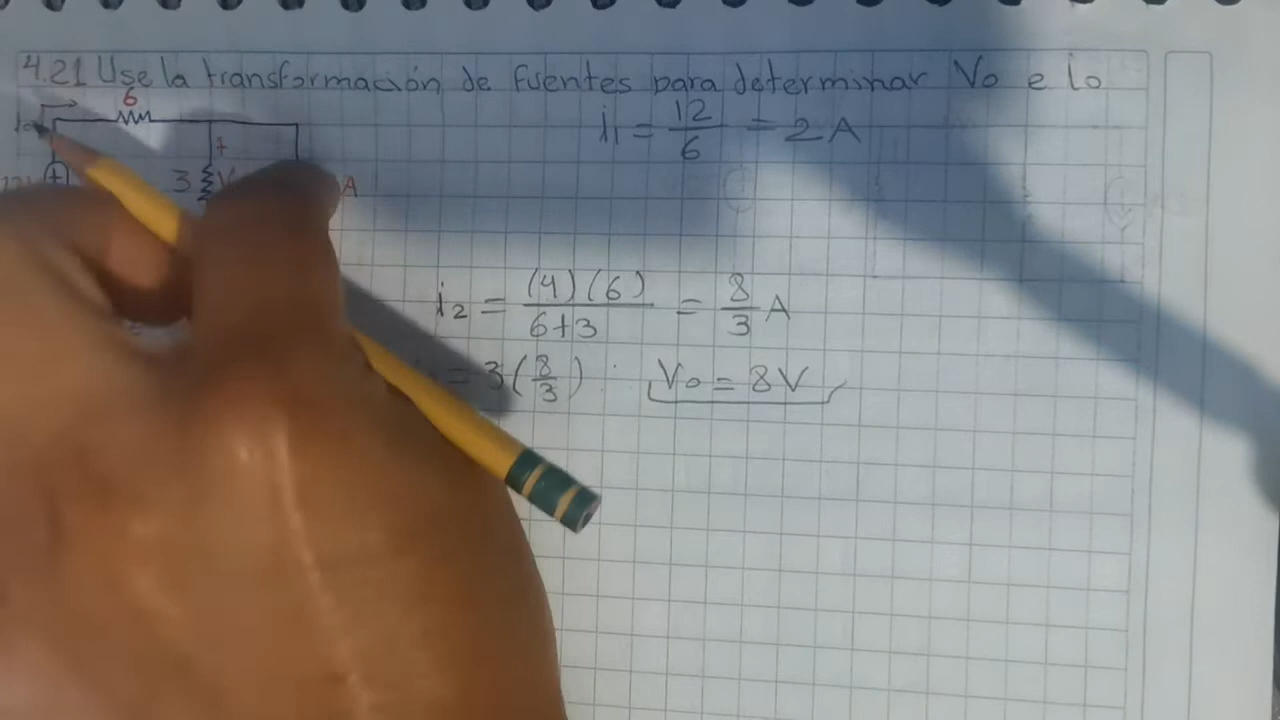 4.21 Use la transformación de fuentes para determinar Vo e Io
6
i1 = 12/6 = 2 A
+
3
A
i2 = (4)(6)/6+3 = 8/3 A
= 3(8/3)
Vo = 8V